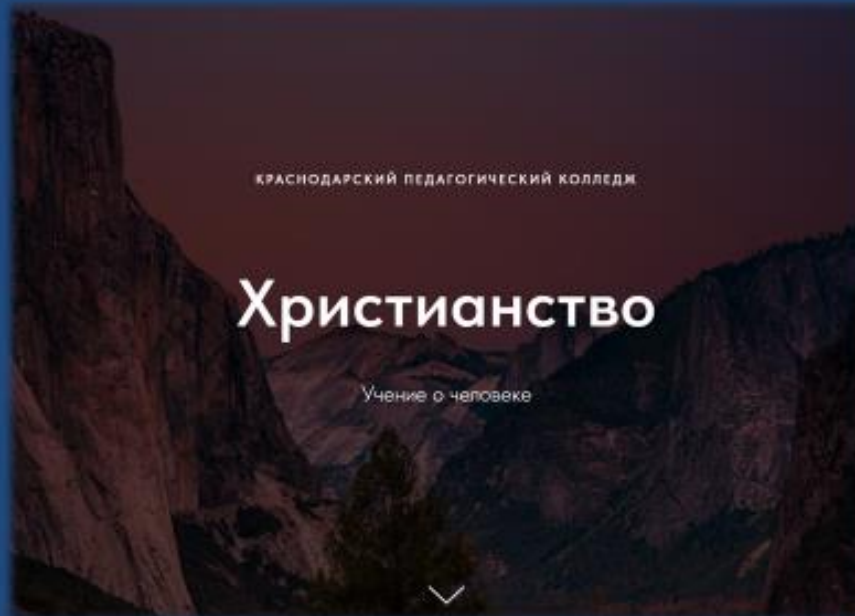 КРАСНОДАРСКИЙ ПЕДАГОГИЧЕСКИЙ КОЛЛЕДЖ
Христианство
Учение о человеке